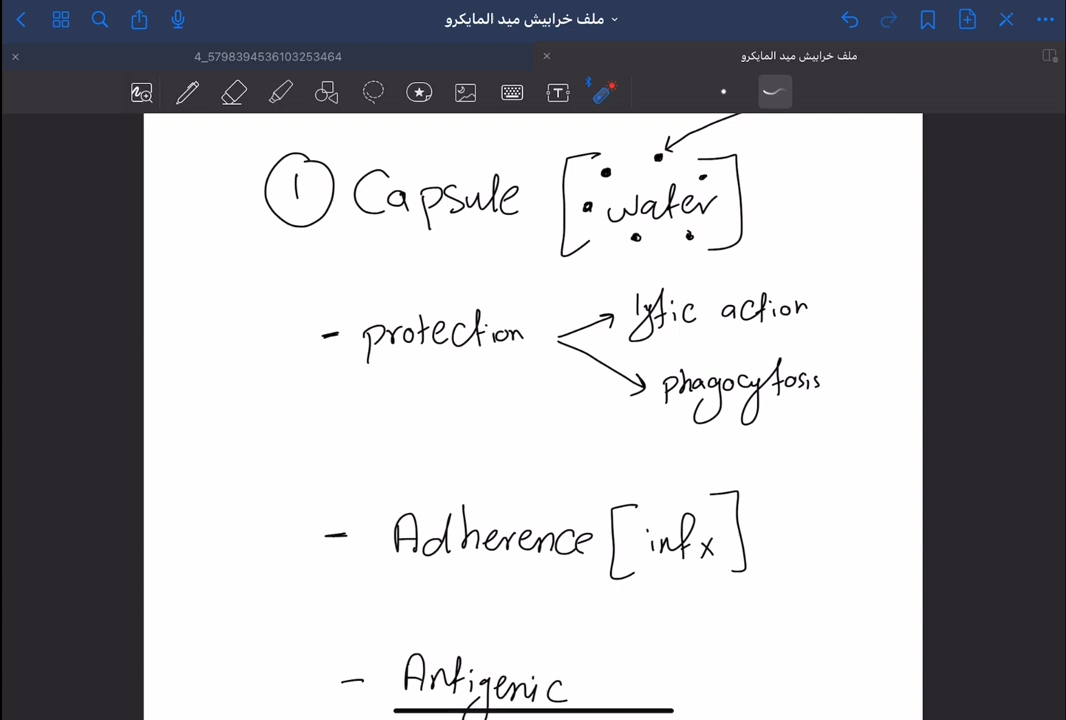 ملف خرابيش ميد المايكرو
4_5798394536103253464
ملف خرابيش ميد المايكرو
1 Capsule [water]
- protection
lytic action
phagocytosis
- Adherence [infx]
- Antigenic